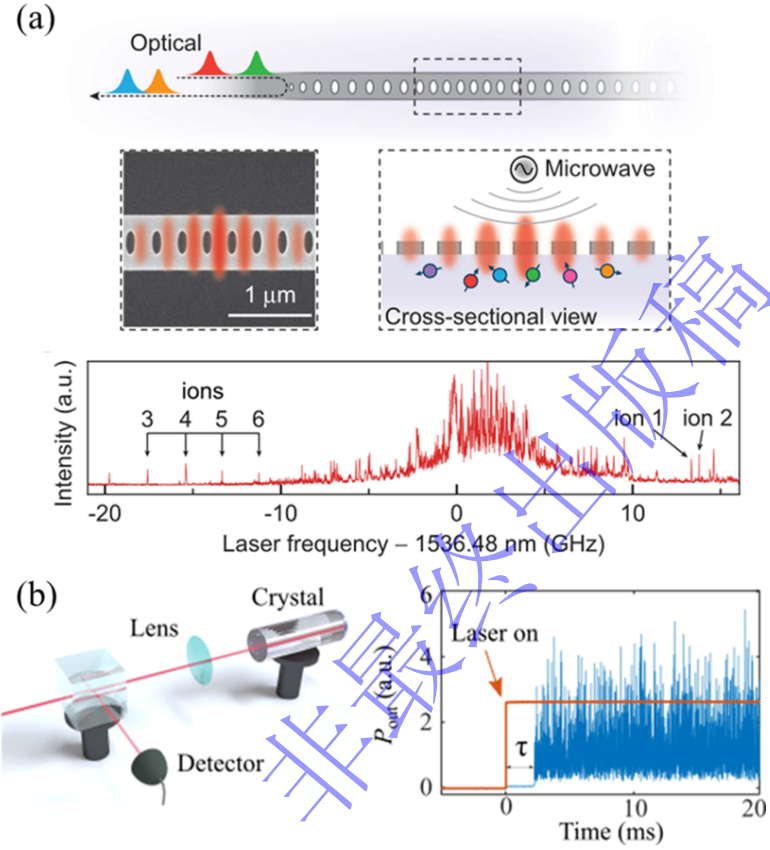 (a)
Optical
Microwave
1 μm
Cross-sectional view
Intensity (a.u.)
ions
3 4 5 6
ion 1 ion 2
-20 -10 0 10
Laser frequency – 1536.48 nm (GHz)
(b)
Crystal
Lens
Detector
Laser on
P_out (a.u.)
6
4
2
0
τ
0 10 20
Time (ms)
非最终出版稿